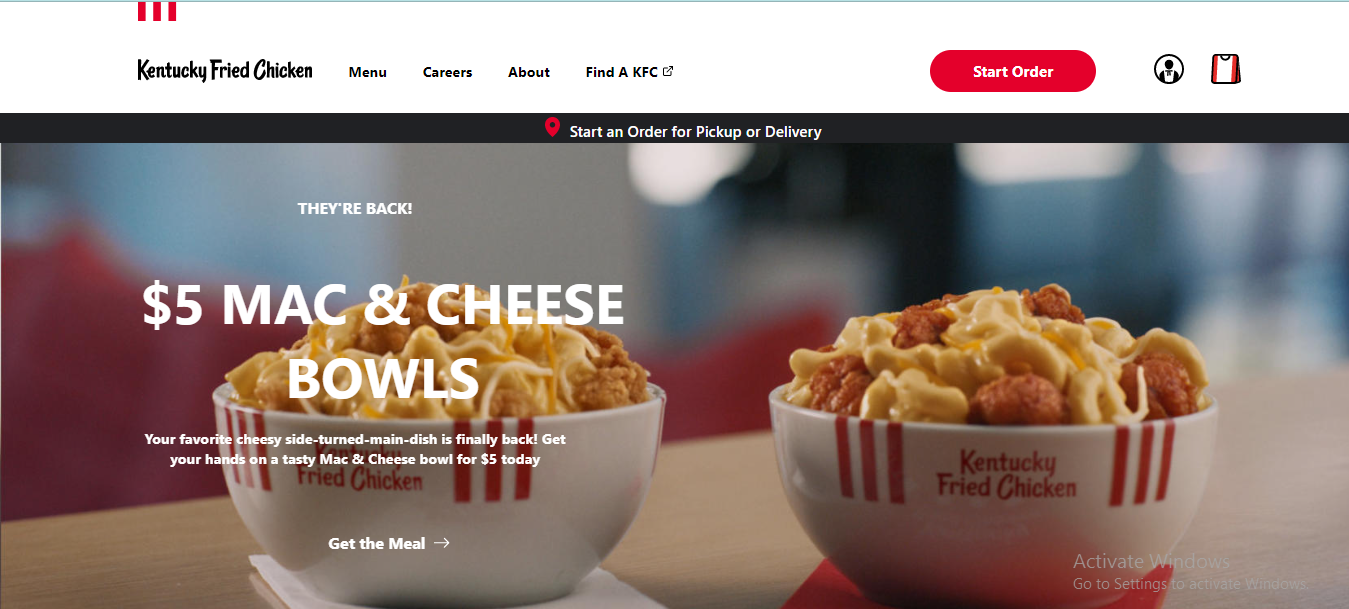 Kentucky Fried Chicken
Menu
Careers
About
Find A KFC
Start Order
Start an Order for Pickup or Delivery
THEY'RE BACK!
$5 MAC & CHEESE
BOWLS
Your favorite cheesy side-turned-main-dish is finally back! Get
your hands on a tasty Mac & Cheese bowl for $5 today
Kentucky
Fried Chicken
Get the Meal
Kentucky
Fried Chicken
Activate Windows
Go to Settings to activate Windows.